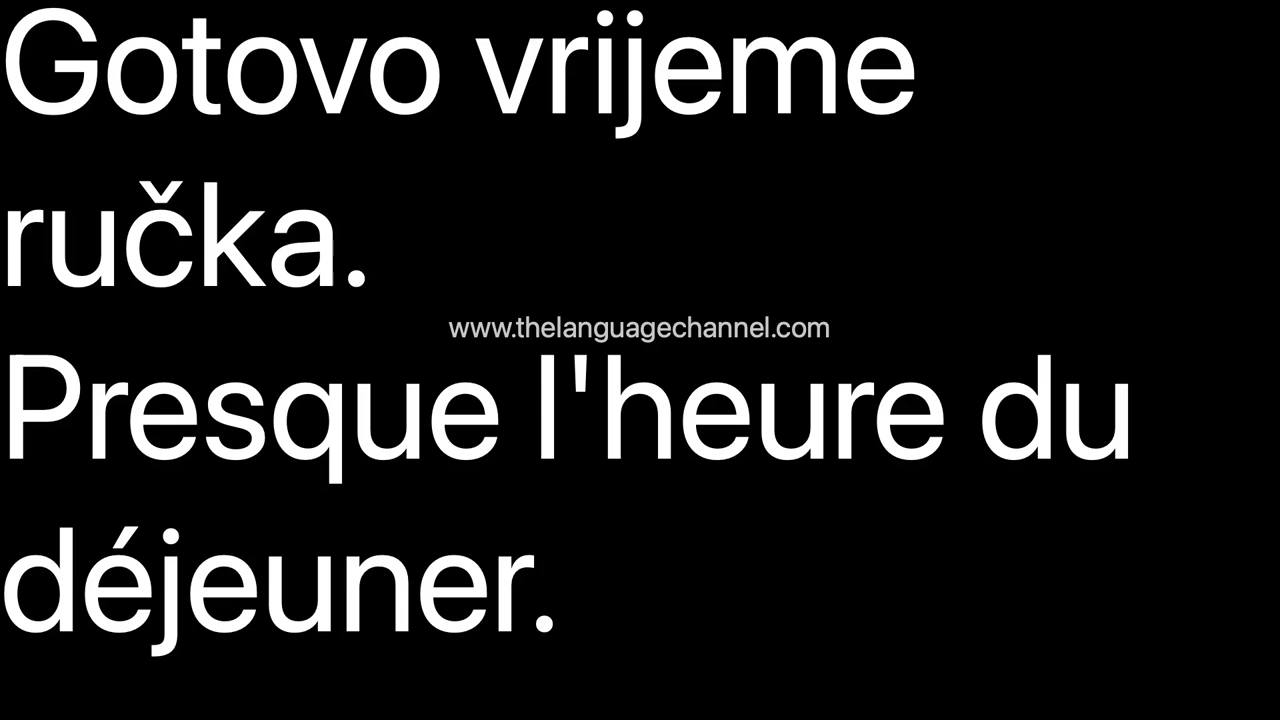 Gotovo vrijeme
ručka.
www.thelanguagechannel.com
Presque l'heure du
déjeuner.